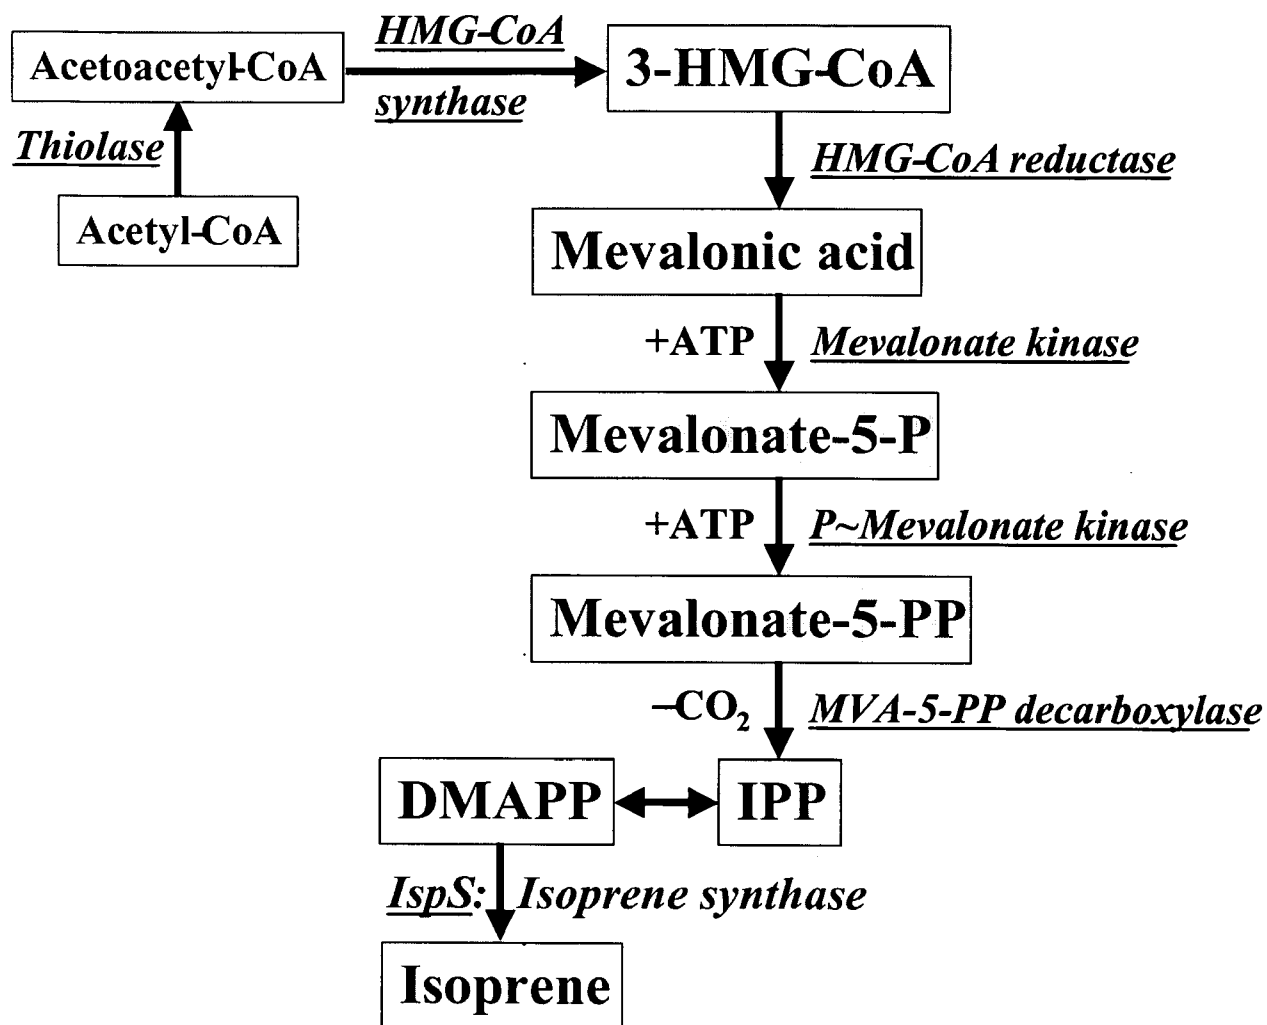 HMG-CoA
Acetoacetyl-CoA
3-HMG-CoA
synthase
Thiolase
HMG-CoA reductase
Acetyl-CoA
Mevalonic acid
+ATP Mevalonate kinase
Mevalonate-5-P
+ATP P~Mevalonate kinase
Mevalonate-5-PP
–CO₂ MVA-5-PP decarboxylase
DMAPP IPP
IspS: Isoprene synthase
Isoprene